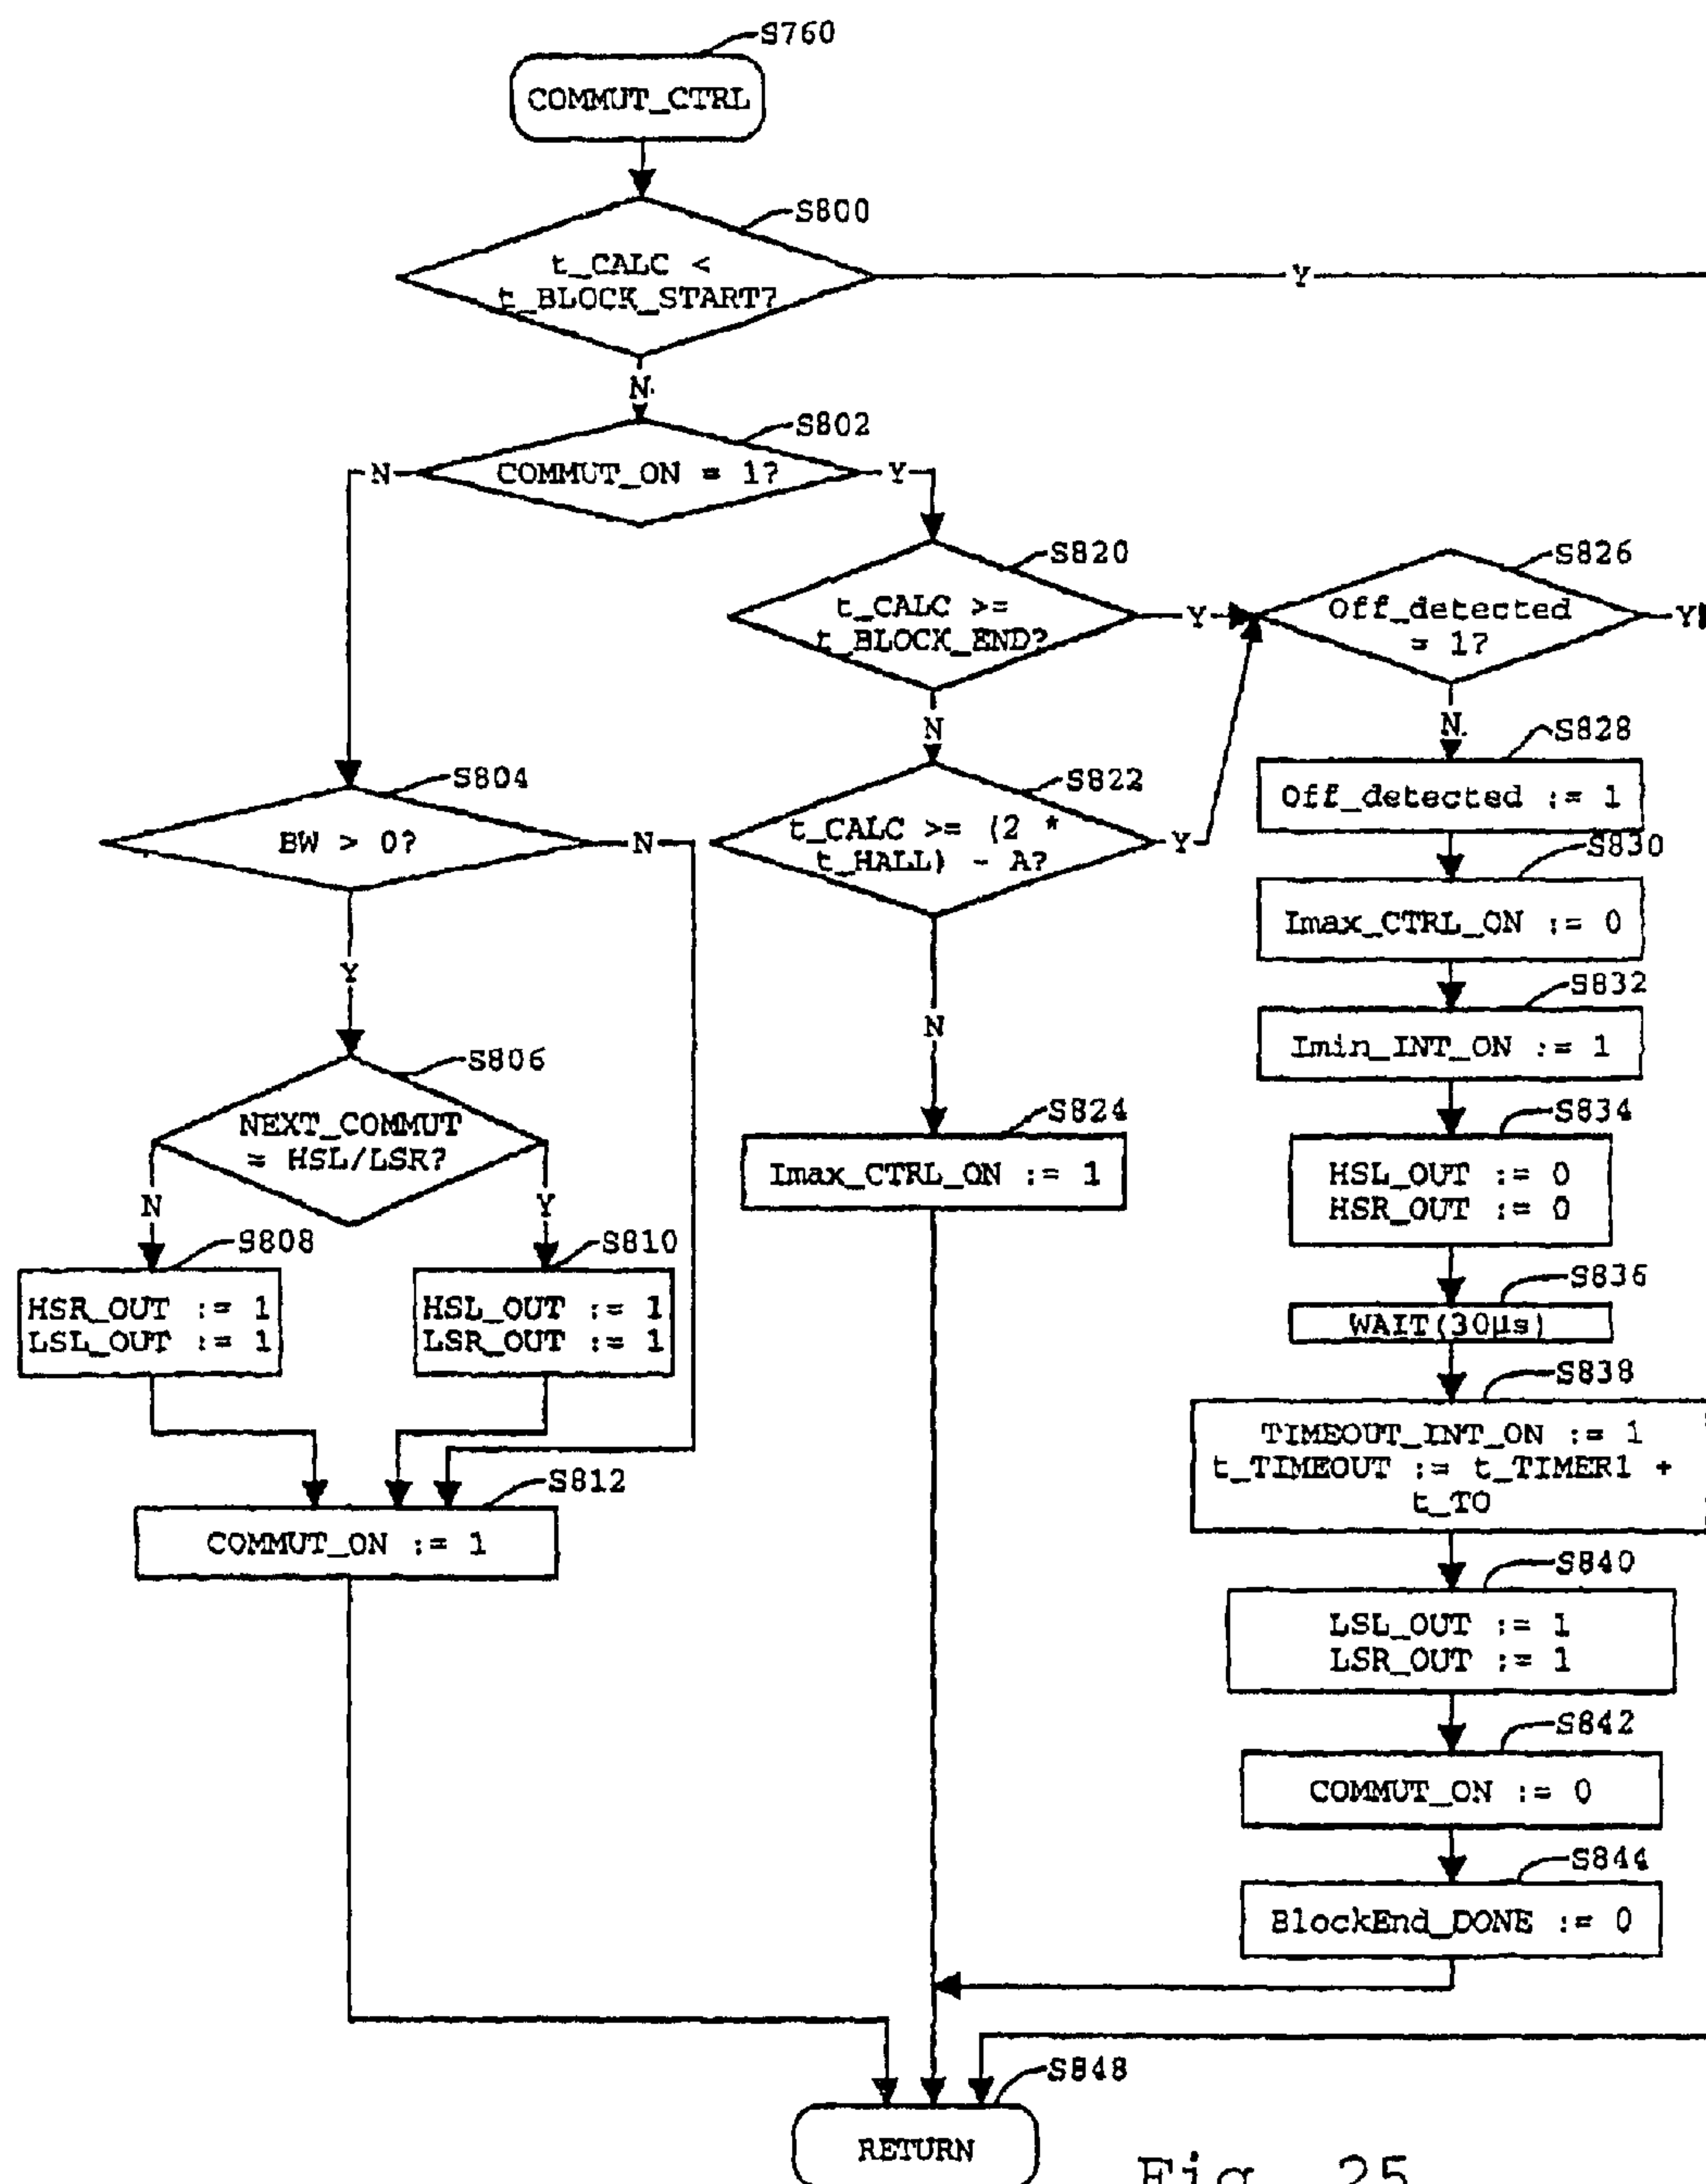 S760
COMMUT_CTRL
S800
t_CALC <
t_BLOCK_START?
Y
N
S802
COMMUT_ON = 1?
N
Y
S820
t_CALC >=
t_BLOCK_END?
Y
N
S826
Off_detected
= 1?
Y
N
S804
BW > 0?
N
Y
S822
t_CALC >= (2 *
t_HALL) - A?
Y
N
S828
Off_detected := 1
S830
Imax_CTRL_ON := 0
S832
Imin_INT_ON := 1
S806
NEXT_COMMUT
= HSL/LSR?
N
Y
S824
Imax_CTRL_ON := 1
S834
HSL_OUT := 0
HSR_OUT := 0
S808
HSR_OUT := 1
LSL_OUT := 1
S810
HSL_OUT := 1
LSR_OUT := 1
S836
WAIT(30µs)
S838
TIMEOUT_INT_ON := 1
t_TIMEOUT := t_TIMER1 +
t_TO
S812
COMMUT_ON := 1
S840
LSL_OUT := 1
LSR_OUT := 1
S842
COMMUT_ON := 0
S844
BlockEnd_DONE := 0
S848
RETURN
Fig. 25